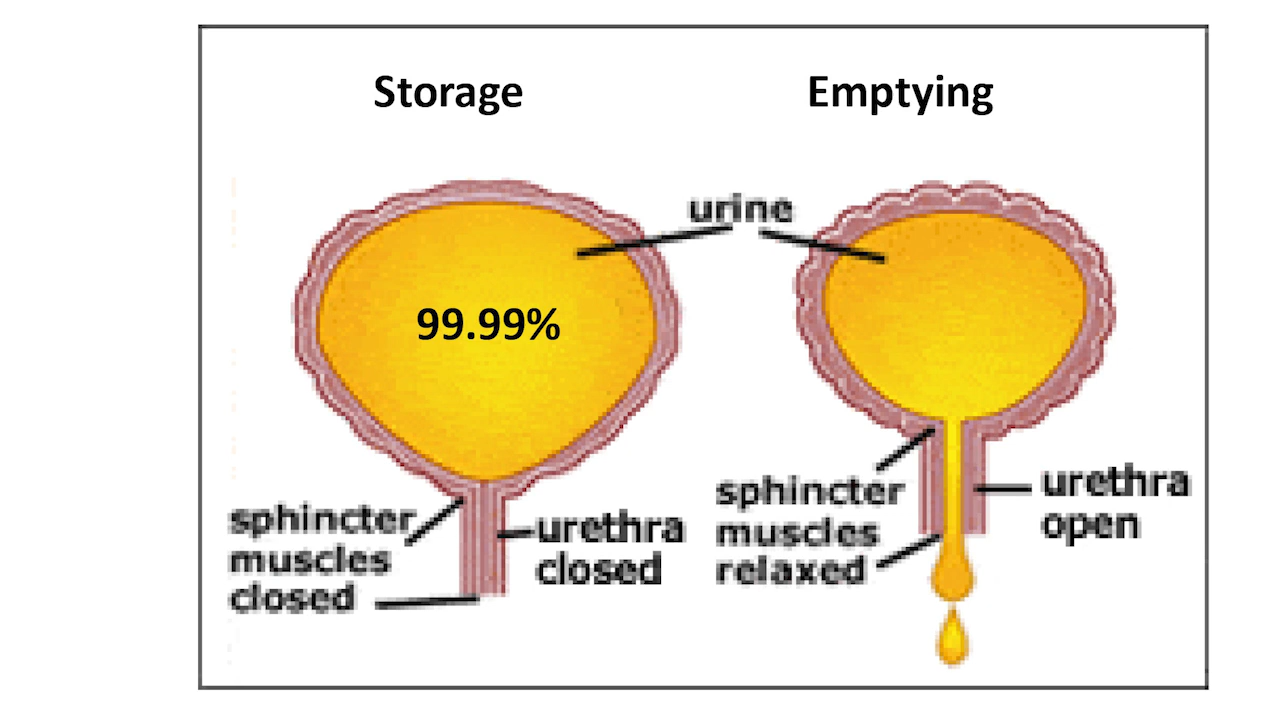 Storage
Emptying
urine
99.99%
sphincter
muscles
closed
urethra
closed
sphincter
muscles
relaxed
urethra
open